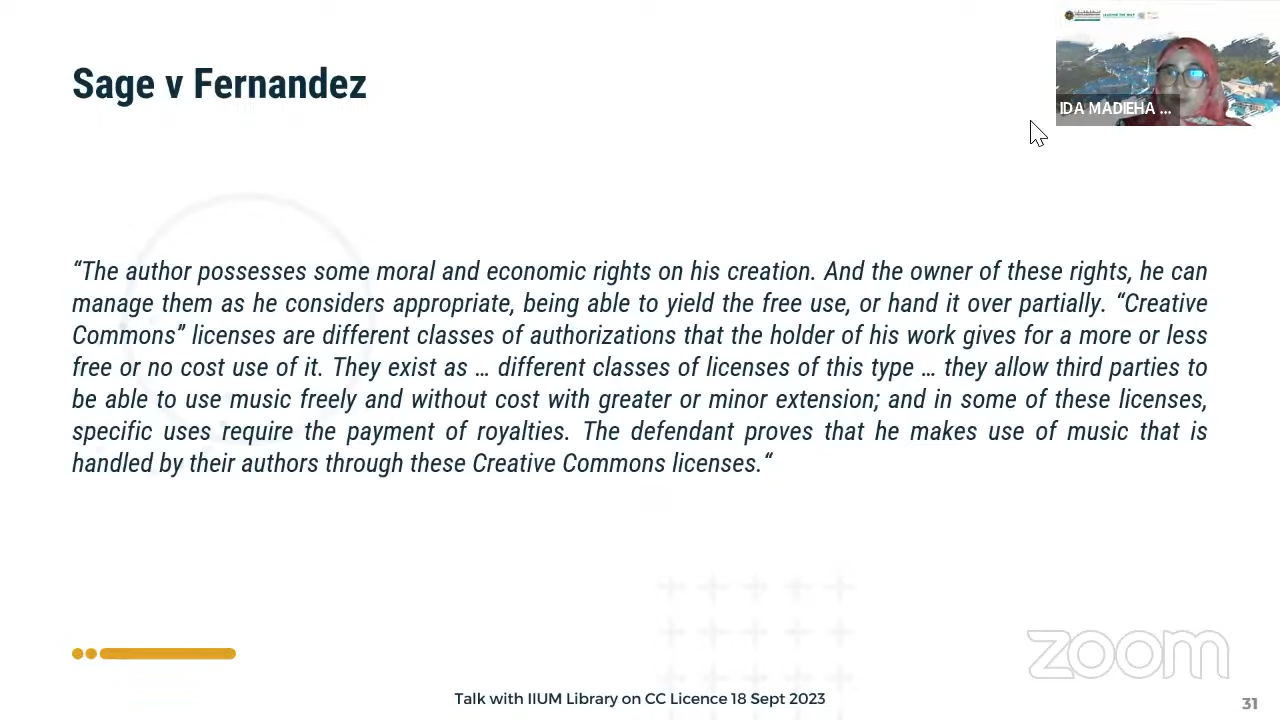 Sage v Fernandez
LEADING THE WAY
IDA MADIEHA ...
“The author possesses some moral and economic rights on his creation. And the owner of these rights, he can
manage them as he considers appropriate, being able to yield the free use, or hand it over partially. “Creative
Commons” licenses are different classes of authorizations that the holder of his work gives for a more or less
free or no cost use of it. They exist as ... different classes of licenses of this type ... they allow third parties to
be able to use music freely and without cost with greater or minor extension; and in some of these licenses,
specific uses require the payment of royalties. The defendant proves that he makes use of music that is
handled by their authors through these Creative Commons licenses.“
zoom
Talk with IIUM Library on CC Licence 18 Sept 2023
31